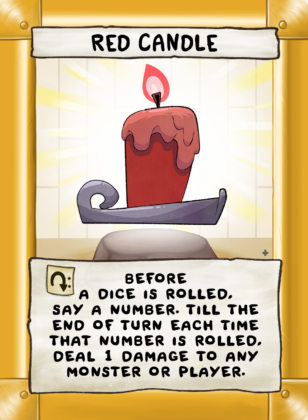 RED CANDLE
BEFORE
A DICE IS ROLLED,
SAY A NUMBER. TILL THE
END OF TURN EACH TIME
THAT NUMBER IS ROLLED,
DEAL 1 DAMAGE TO ANY
MONSTER OR PLAYER.